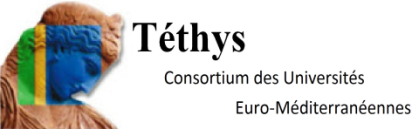 Téthys
Consortium des Universités
Euro-Méditerranéennes